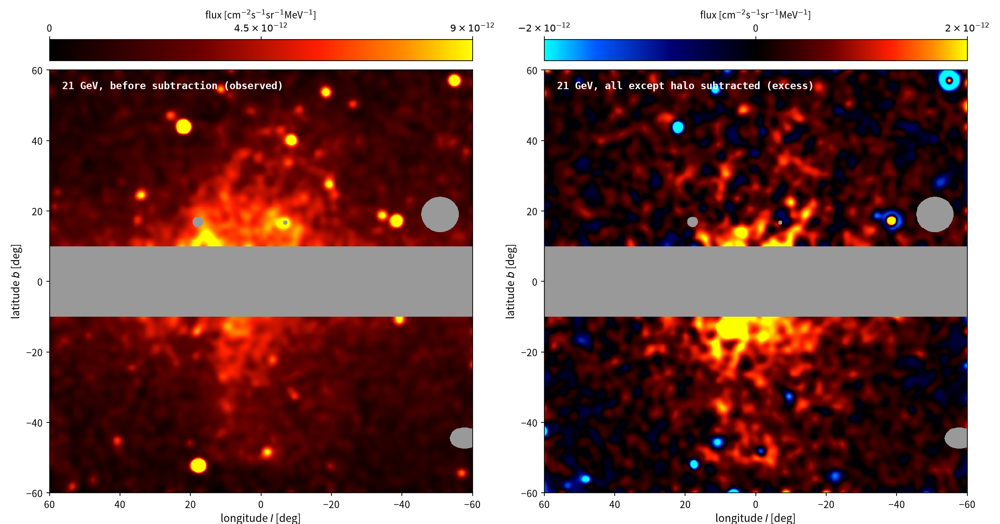 flux [cm⁻²s⁻¹sr⁻¹MeV⁻¹]
0 4.5 × 10⁻¹² 9 × 10⁻¹²
flux [cm⁻²s⁻¹sr⁻¹MeV⁻¹]
−2 × 10⁻¹² 0 2 × 10⁻¹²
21 GeV, before subtraction (observed)
60
40
20
0
−20
−40
−60
latitude b [deg]
60 40 20 0 −20 −40 −60
longitude l [deg]
21 GeV, all except halo subtracted (excess)
60
40
20
0
−20
−40
−60
latitude b [deg]
60 40 20 0 −20 −40 −60
longitude l [deg]